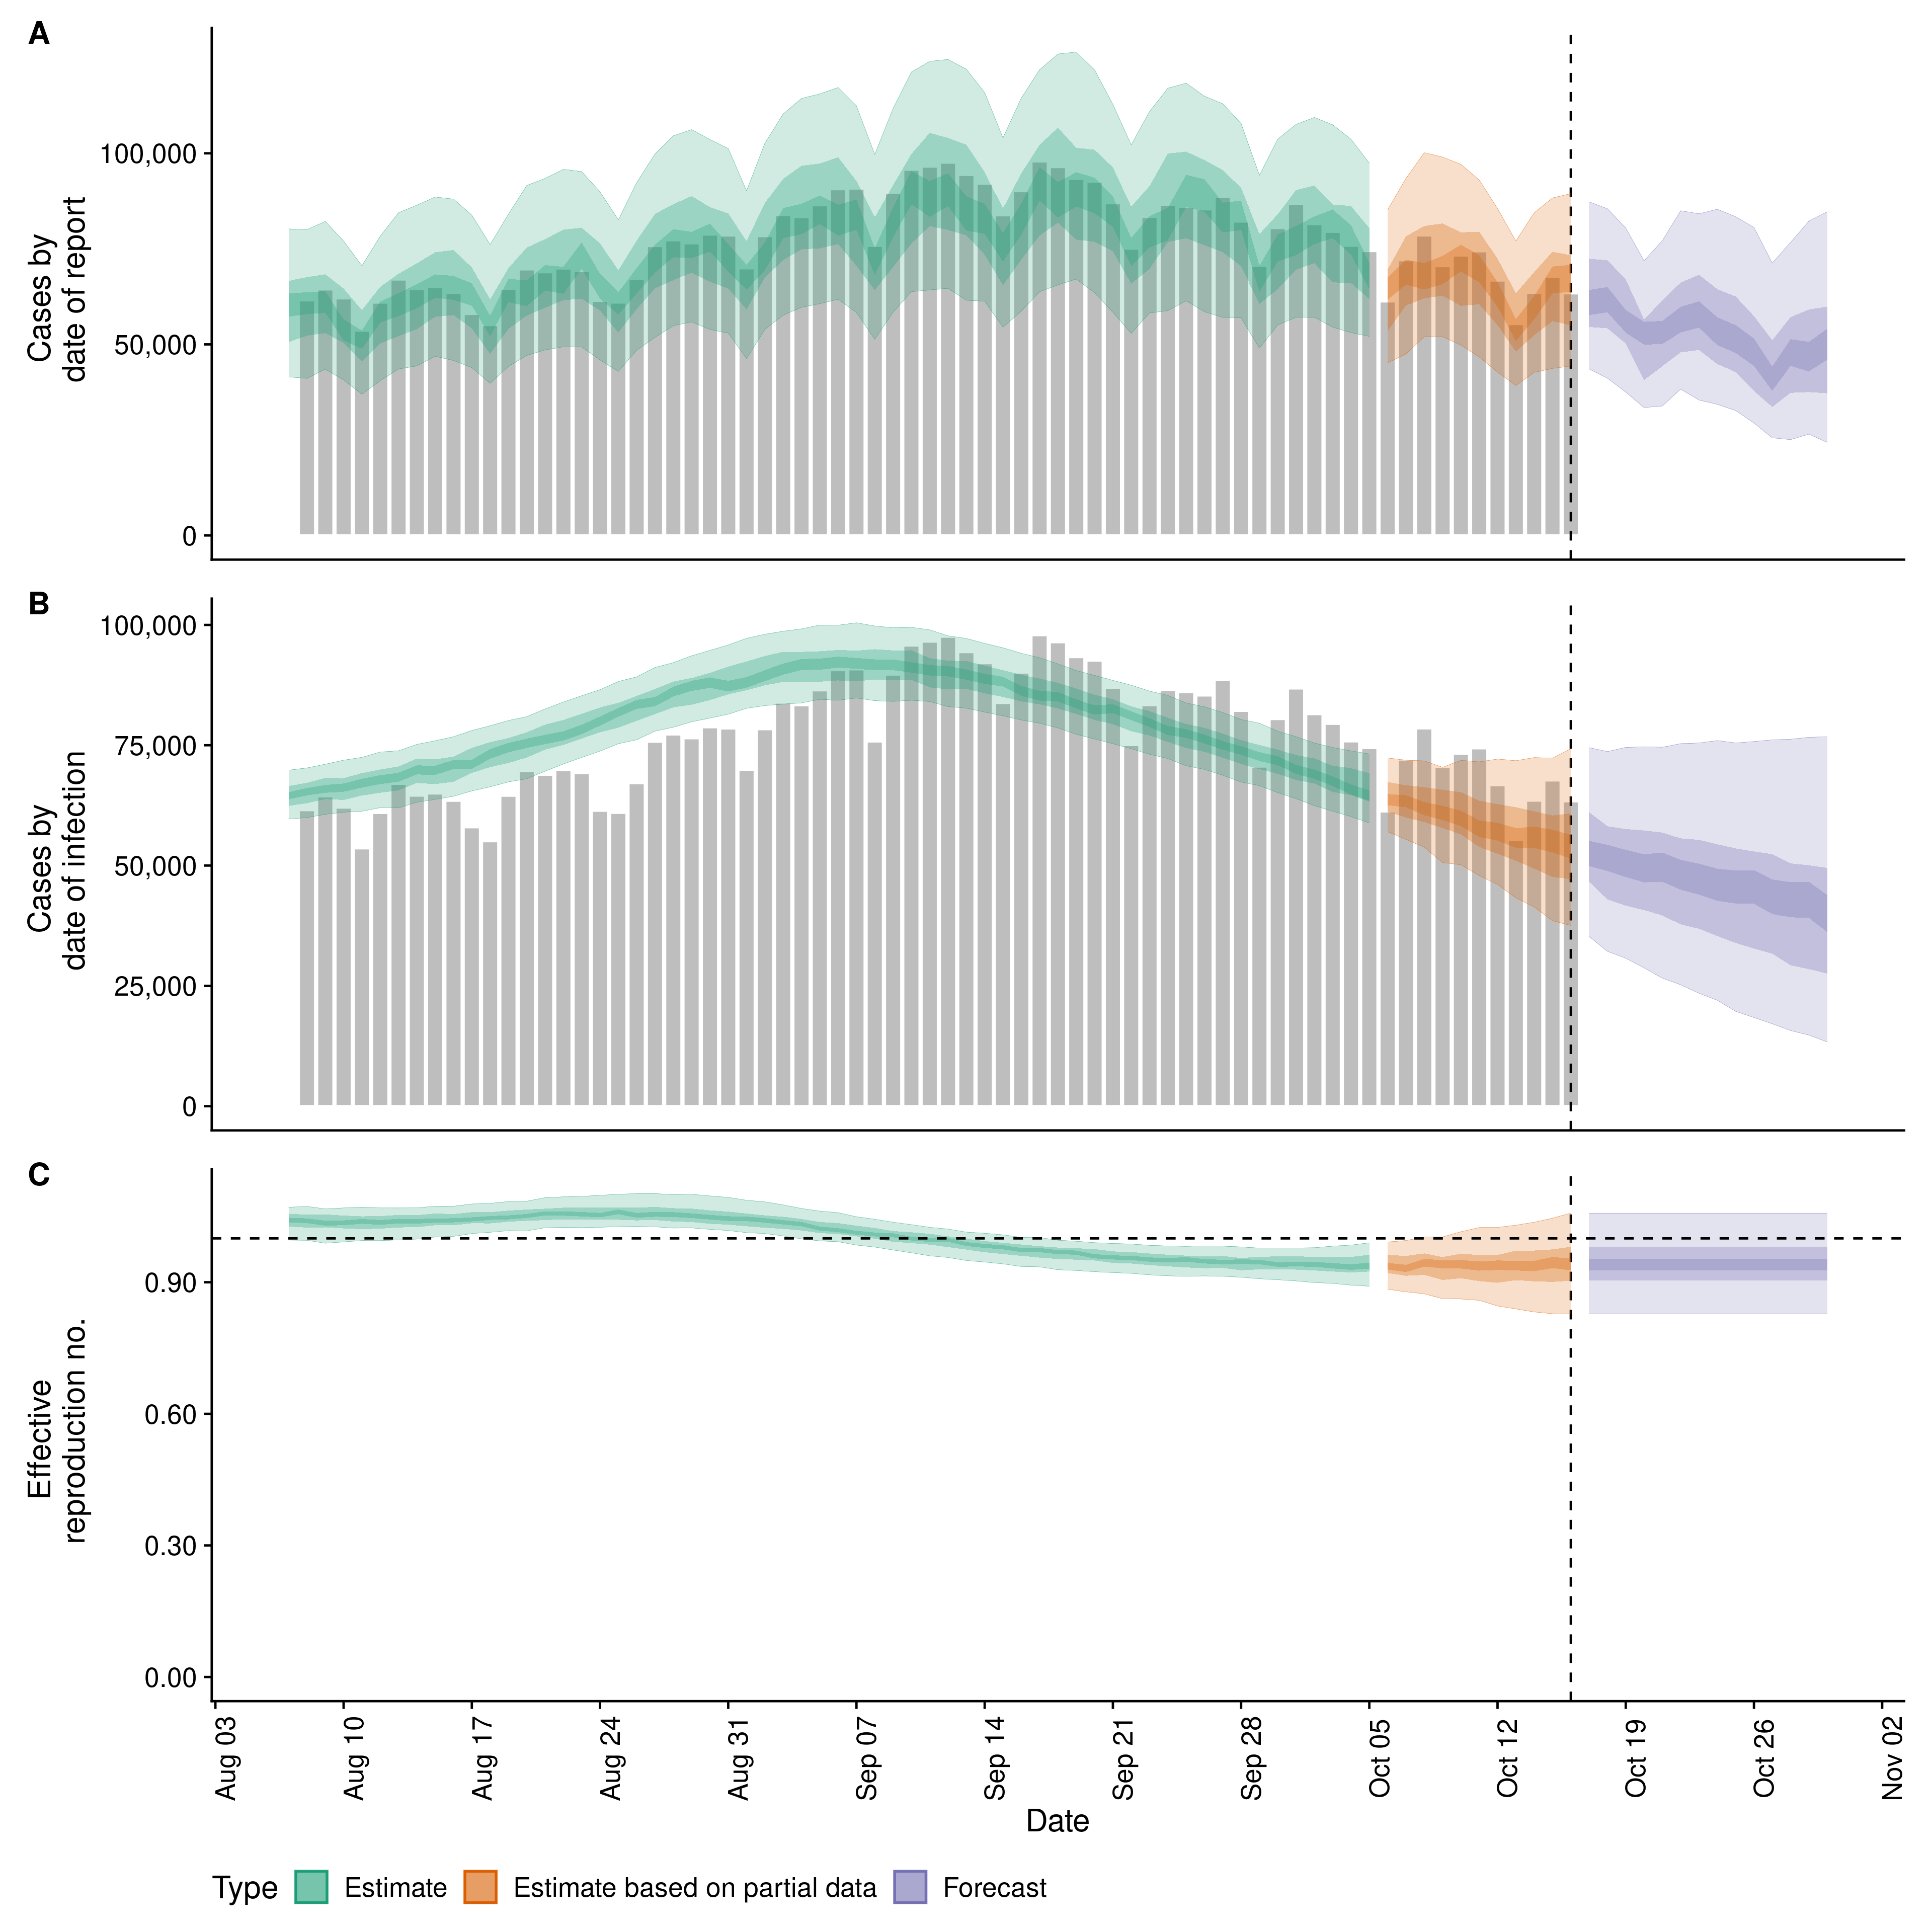 A
Cases by
date of report
100,000
50,000
0
B
Cases by
date of infection
100,000
75,000
50,000
25,000
0
C
Effective
reproduction no.
0.90
0.60
0.30
0.00
Aug 03
Aug 10
Aug 17
Aug 24
Aug 31
Sep 07
Sep 14
Sep 21
Sep 28
Oct 05
Oct 12
Oct 19
Oct 26
Nov 02
Date
Type Estimate Estimate based on partial data Forecast